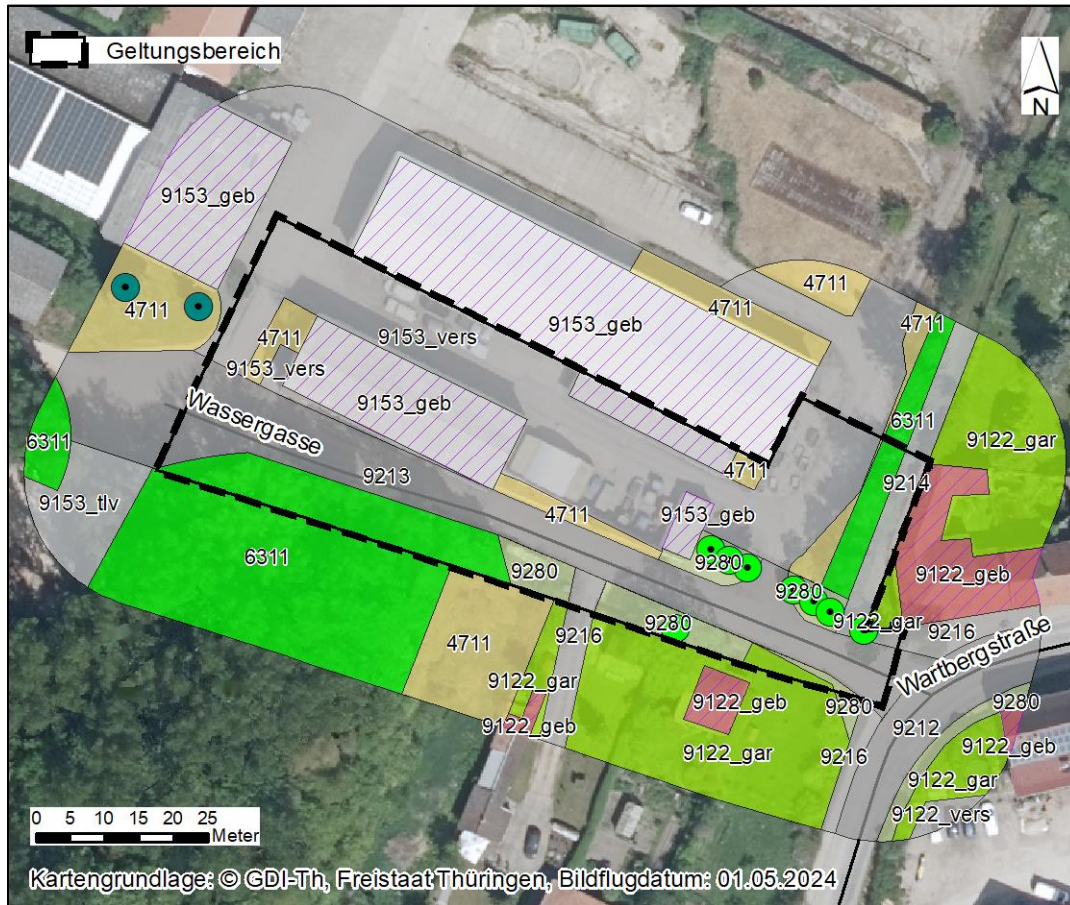 Geltungsbereich
N
9153_geb
4711
4711
4711
4711
9153_geb
9153_vers
4711
9153_vers
9153_geb
Wassergasse
6311
9122_gar
6311
9213
4711
9214
9153_tlv
4711
9153_geb
6311
9280
9280
9122_geb
9280
9122_gar
9216
9216
9280
4711
Wartbergstraße
9122_gar
9122_geb
9280
9280
9212
9122_geb
9122_geb
9122_gar
9216
9122_gar
9122_vers
0 5 10 15 20 25
Meter
Kartengrundlage: © GDI-Th, Freistaat Thüringen, Bildflugdatum: 01.05.2024